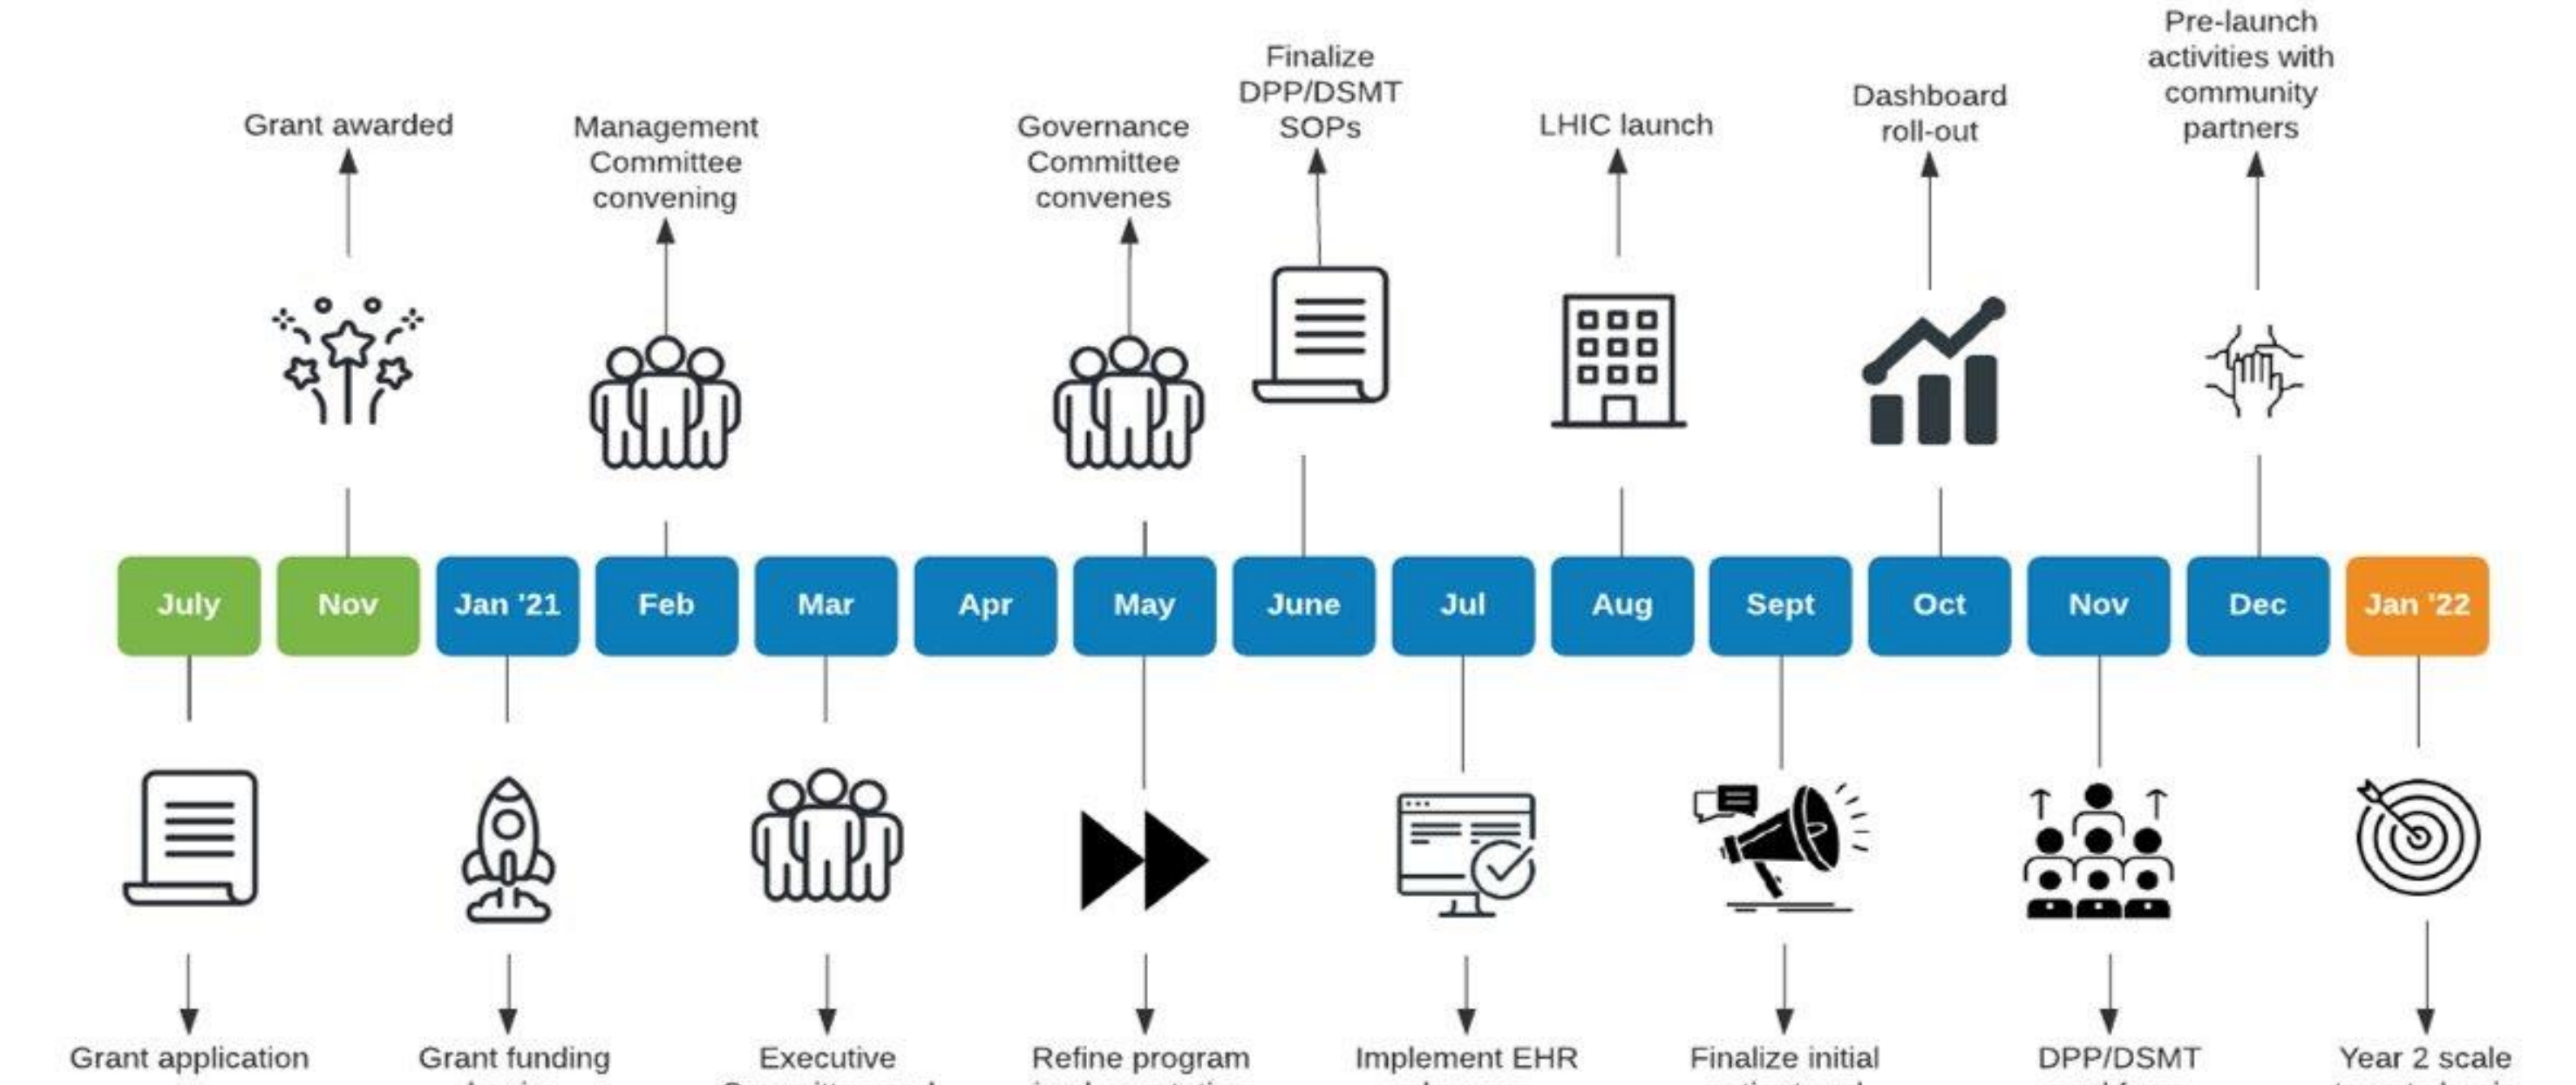 Pre-launch
activities with
community
partners
Finalize
DPP/DSMT
SOPs
Dashboard
roll-out
Grant awarded
Management
Committee
convening
Governance
Committee
convenes
LHIC launch
July
Nov
Jan '21
Feb
Mar
Apr
May
June
Jul
Aug
Sept
Oct
Nov
Dec
Jan '22
Grant application
Grant funding
Executive
Refine program
Implement EHR
Finalize initial
DPP/DSMT
Year 2 scale